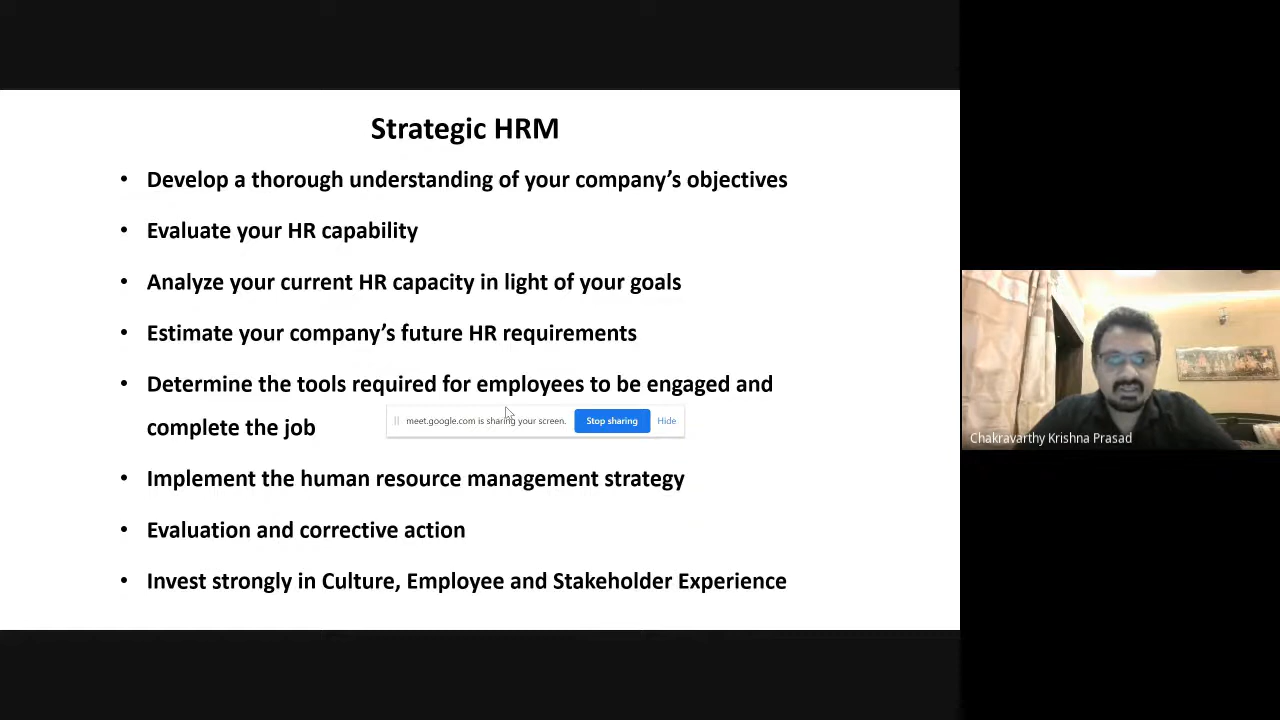 Strategic HRM
• Develop a thorough understanding of your company’s objectives
• Evaluate your HR capability
• Analyze your current HR capacity in light of your goals
• Estimate your company’s future HR requirements
• Determine the tools required for employees to be engaged and
complete the job
meet.google.com is sharing your screen. Stop sharing Hide
• Implement the human resource management strategy
• Evaluation and corrective action
• Invest strongly in Culture, Employee and Stakeholder Experience
Chakravarthy Krishna Prasad